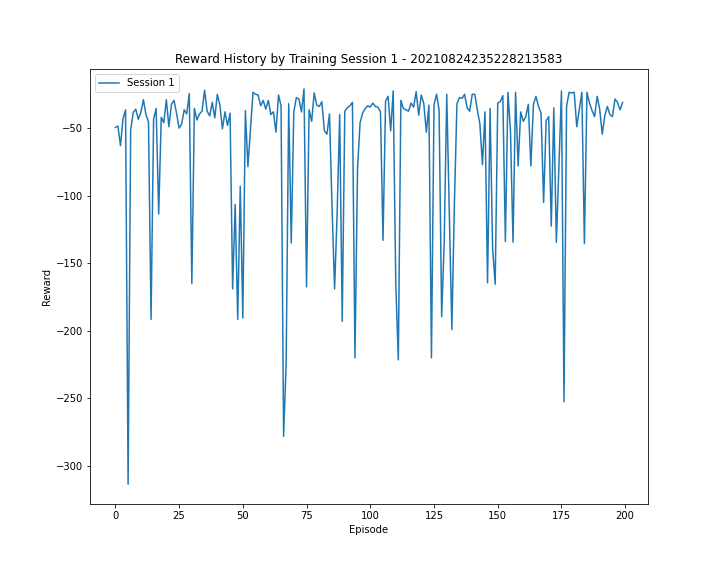 Reward History by Training Session 1 - 20210824235228213583
Session 1
−50
−100
−150
−200
−250
−300
Reward
0 25 50 75 100 125 150 175 200
Episode